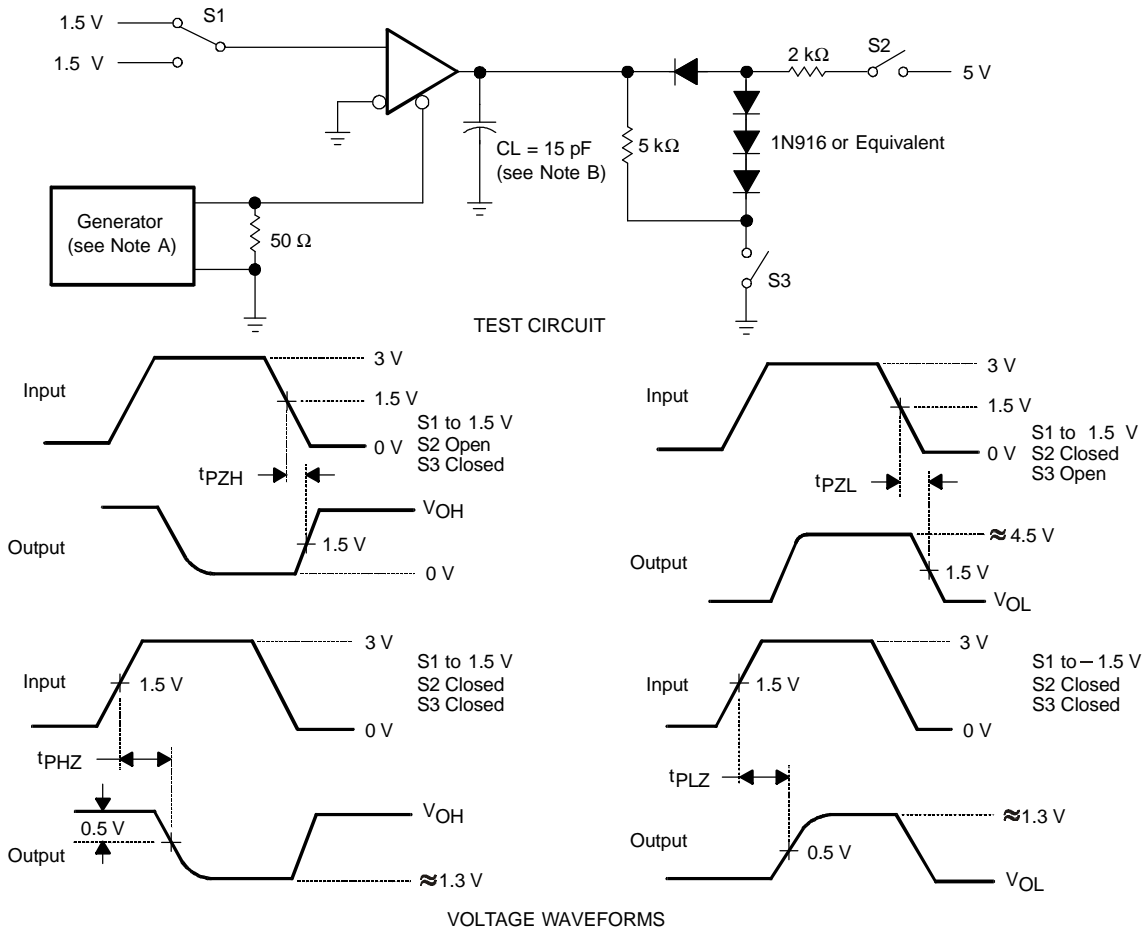 1.5 V
S1
1.5 V
2 kΩ
S2
5 V
CL = 15 pF
(see Note B)
5 kΩ
1N916 or Equivalent
Generator
(see Note A)
50 Ω
S3
TEST CIRCUIT
Input
3 V
1.5 V
0 V
S1 to 1.5 V
S2 Open
S3 Closed
tPZH
Output
VOH
1.5 V
0 V
Input
3 V
1.5 V
0 V
S1 to 1.5 V
S2 Closed
S3 Open
tPZL
Output
≈ 4.5 V
1.5 V
VOL
Input
3 V
1.5 V
0 V
S1 to 1.5 V
S2 Closed
S3 Closed
tPHZ
0.5 V
Output
VOH
≈ 1.3 V
Input
3 V
1.5 V
0 V
S1 to – 1.5 V
S2 Closed
S3 Closed
tPLZ
Output
≈ 1.3 V
0.5 V
VOL
VOLTAGE WAVEFORMS